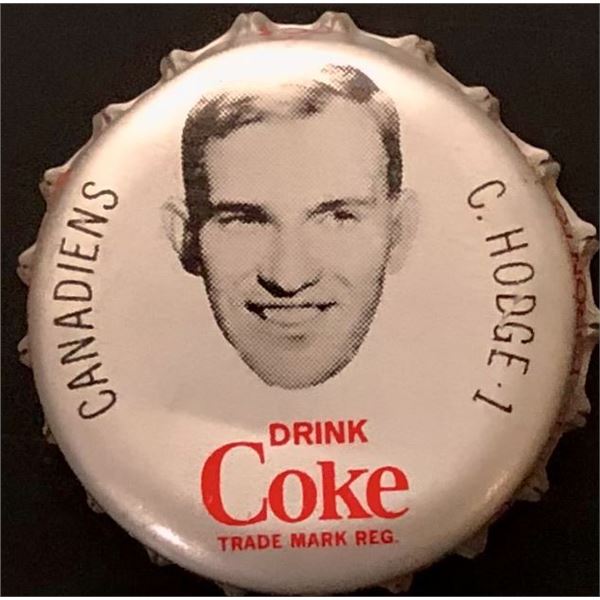 CANADIENS
C. HODGE · 1
DRINK
Coke
TRADE MARK REG.